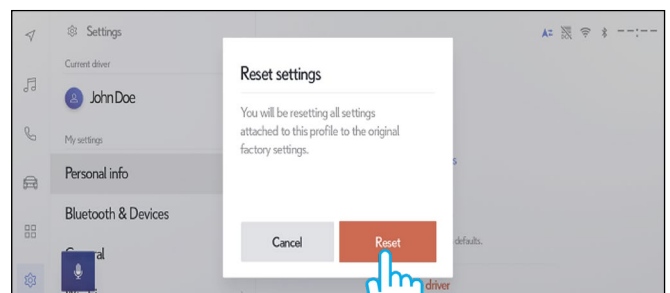 Settings
Current driver
John Doe
My settings
Personal info
Bluetooth & Devices
Reset settings
You will be resetting all settings
attached to this profile to the original
factory settings.
Cancel
Reset
defaults.
driver
--:--